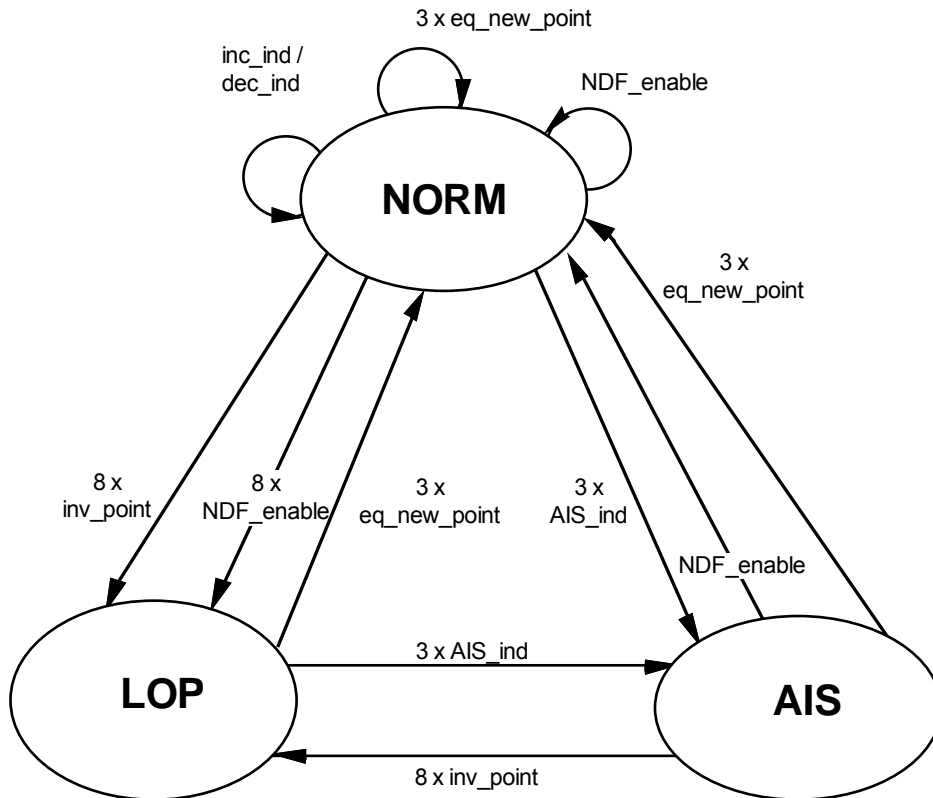 3 x eq_new_point
inc_ind /
dec_ind
NDF_enable
NORM
3 x
eq_new_point
8 x
inv_point
8 x
NDF_enable
3 x
eq_new_point
3 x
AIS_ind
NDF_enable
3 x AIS_ind
LOP
AIS
8 x inv_point